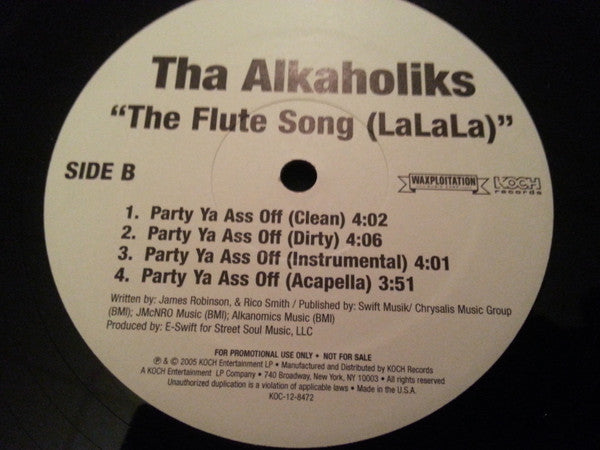 Tha Alkaholiks
"The Flute Song (LaLaLa)"
SIDE B
WAXPLOITATION
KOCH
records
1. Party Ya Ass Off (Clean) 4:02
2. Party Ya Ass Off (Dirty) 4:06
3. Party Ya Ass Off (Instrumental) 4:01
4. Party Ya Ass Off (Acapella) 3:51
Written by: James Robinson, & Rico Smith / Published by: Swift Musik/ Chrysalis Music Group
(BMI); JMcNRO Music (BMI); Alkanomics Music (BMI)
Produced by: E-Swift for Street Soul Music, LLC
FOR PROMOTIONAL USE ONLY • NOT FOR SALE
℗ & © 2005 KOCH Entertainment LP • Manufactured and Distributed by KOCH Records
A KOCH Entertainment LP Company • 740 Broadway, New York, NY 10003 • All rights reserved
Unauthorized duplication is a violation of applicable laws • Made in the U.S.A.
KOC-12-8472